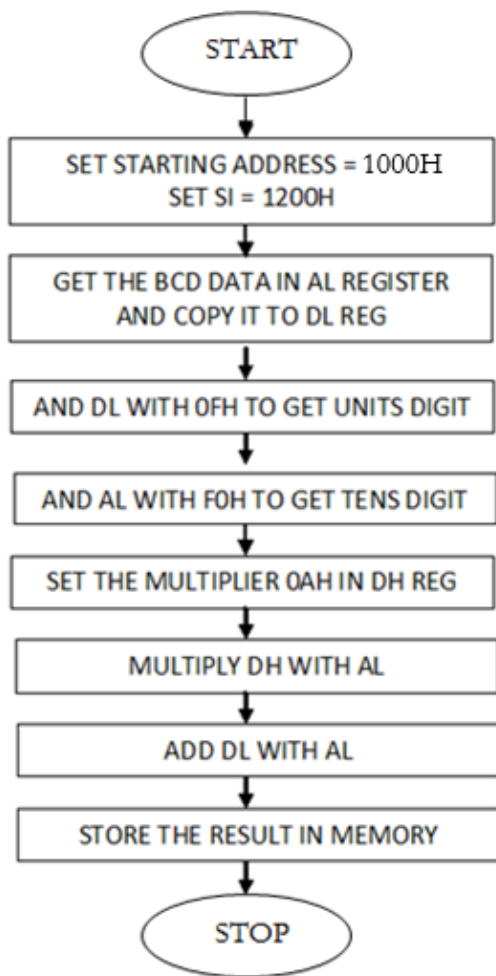 START
SET STARTING ADDRESS = 1000H
SET SI = 1200H
GET THE BCD DATA IN AL REGISTER
AND COPY IT TO DL REG
AND DL WITH 0FH TO GET UNITS DIGIT
AND AL WITH F0H TO GET TENS DIGIT
SET THE MULTIPLIER 0AH IN DH REG
MULTIPLY DH WITH AL
ADD DL WITH AL
STORE THE RESULT IN MEMORY
STOP